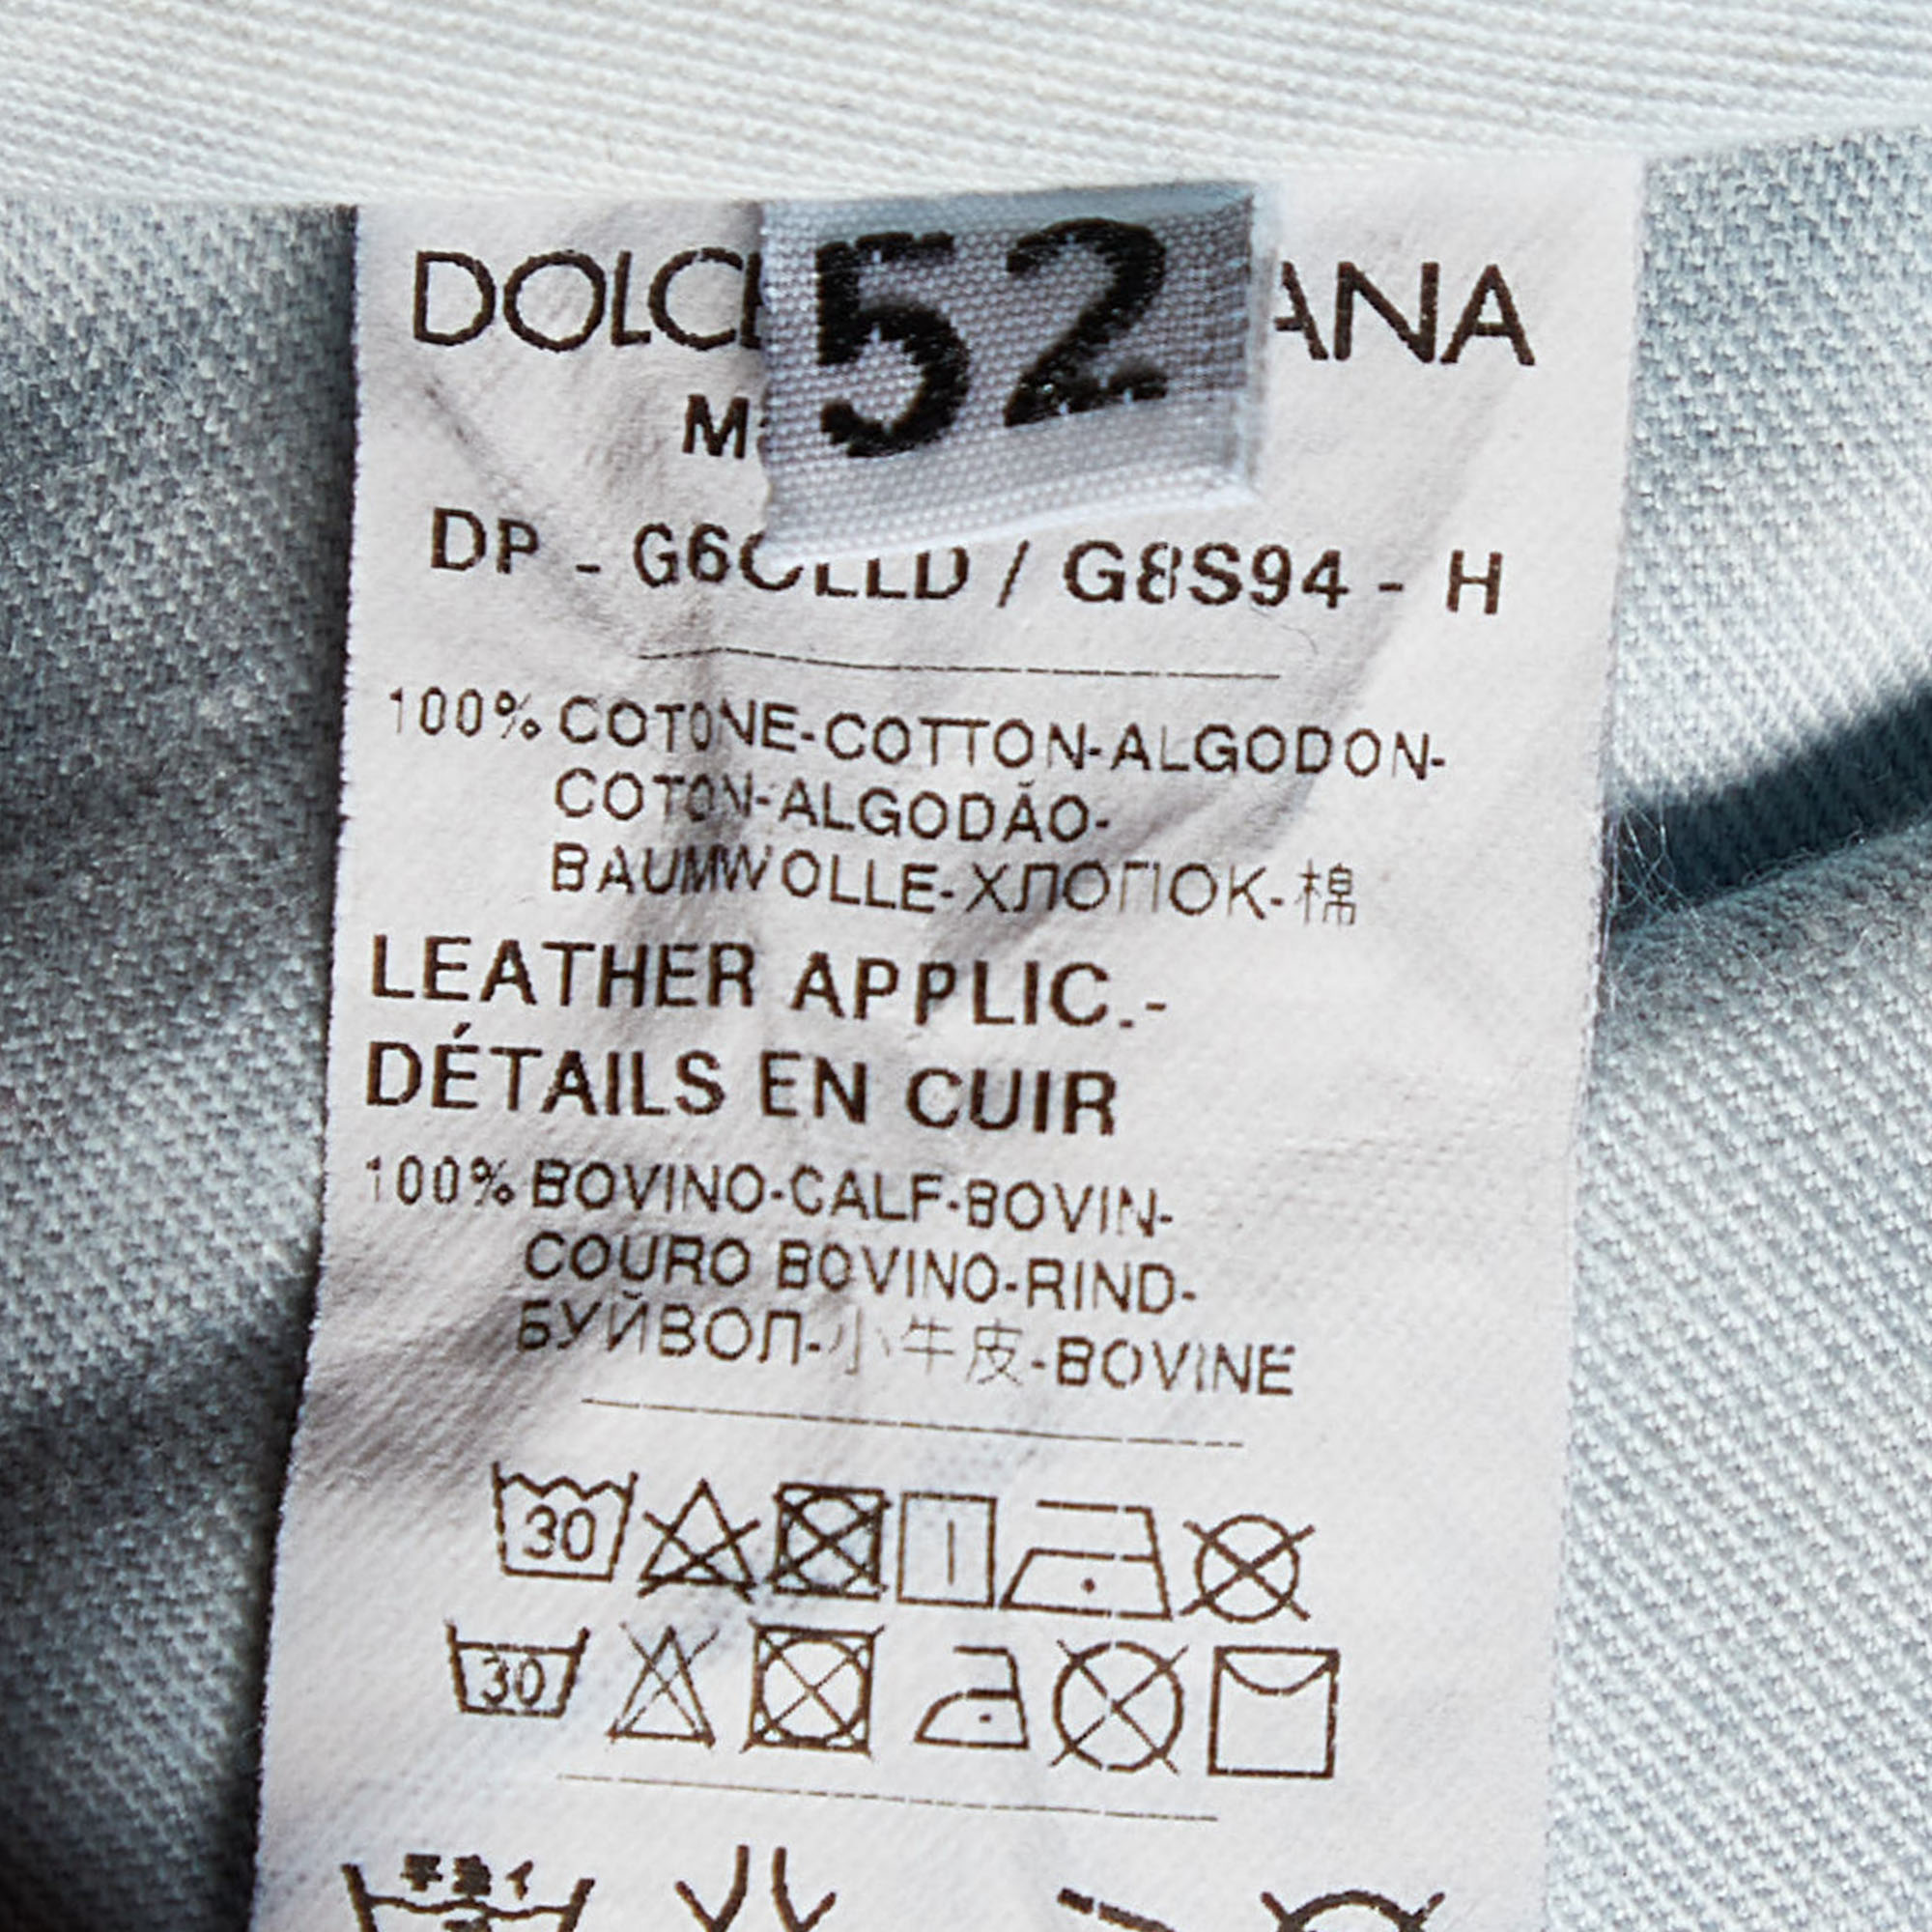 DOLCE
52
ANA
DP - G6CLLD / G8S94 - H
100% COTONE-COTTON-ALGODON-
COTON-ALGODÃO-
BAUMWOLLE-ХЛОПОК-棉
LEATHER APPLIC.-
DÉTAILS EN CUIR
100% BOVINO-CALF-BOVIN-
COURO BOVINO-RIND-
БУЙВОЛ-小牛皮-BOVINE
30
30